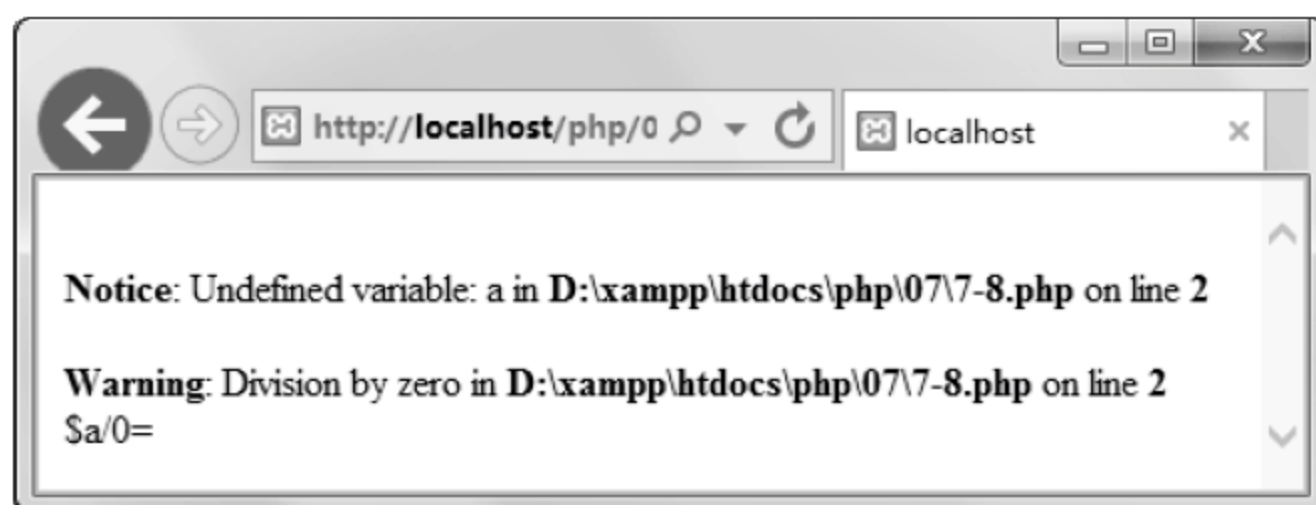 http://localhost/php/0
localhost
Notice: Undefined variable: a in D:\xampp\htdocs\php\07\7-8.php on line 2
Warning: Division by zero in D:\xampp\htdocs\php\07\7-8.php on line 2
$a/0=